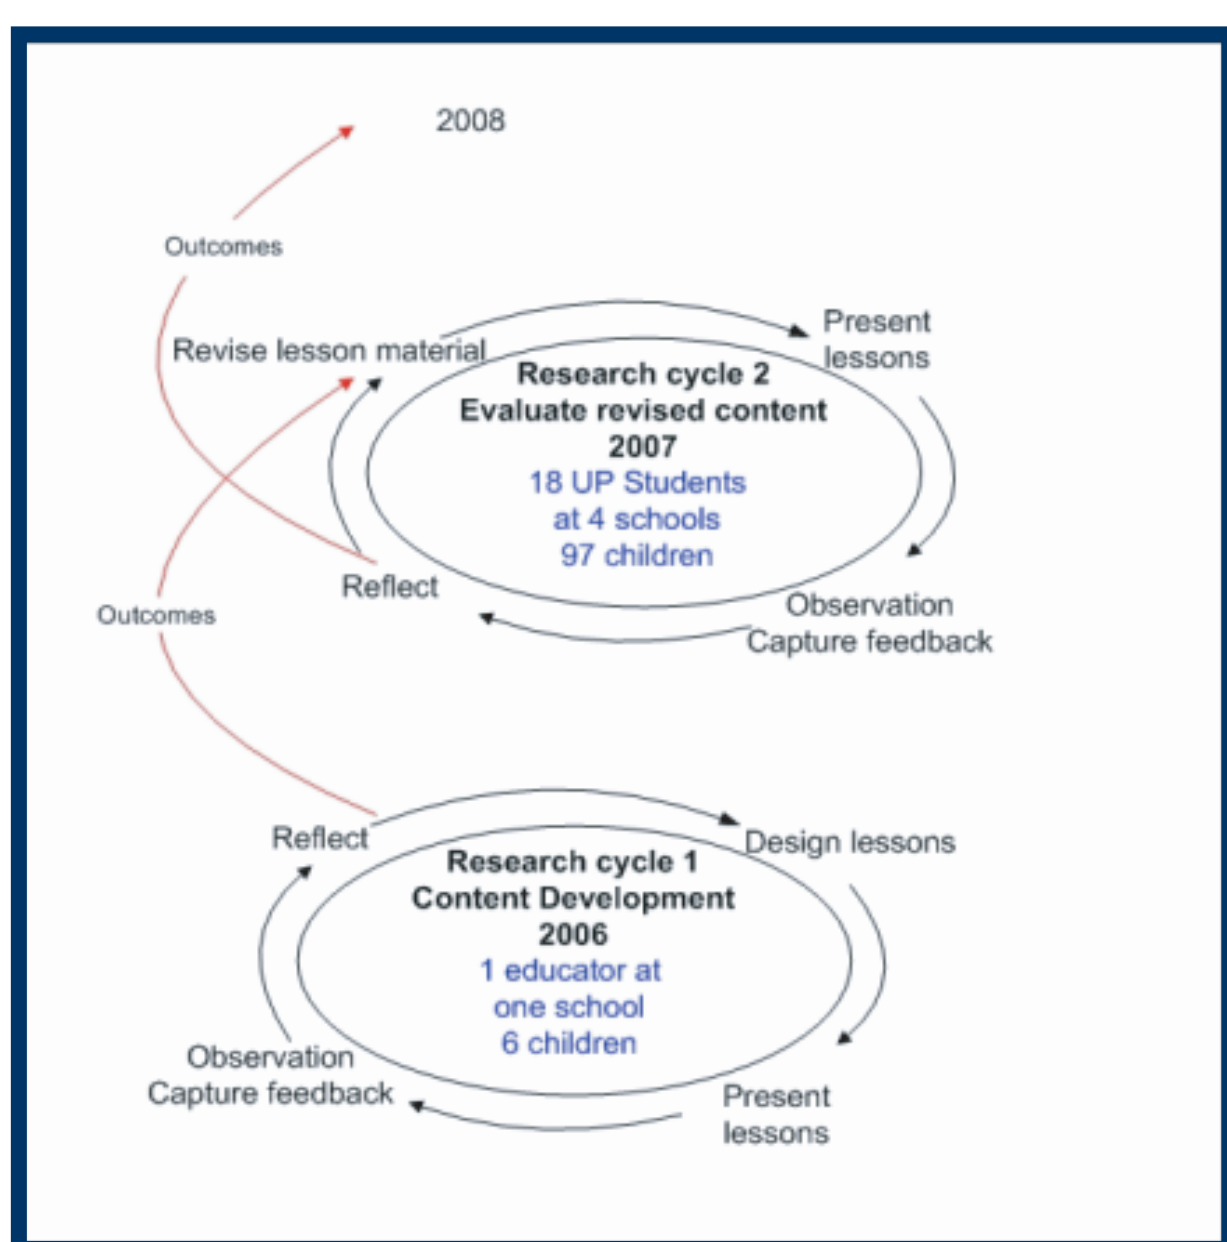 2008
Outcomes
Revise lesson material
Present
lessons
Research cycle 2
Evaluate revised content
2007
18 UP Students
at 4 schools
97 children
Reflect
Observation
Capture feedback
Outcomes
Reflect
Design lessons
Research cycle 1
Content Development
2006
1 educator at
one school
6 children
Observation
Capture feedback
Present
lessons